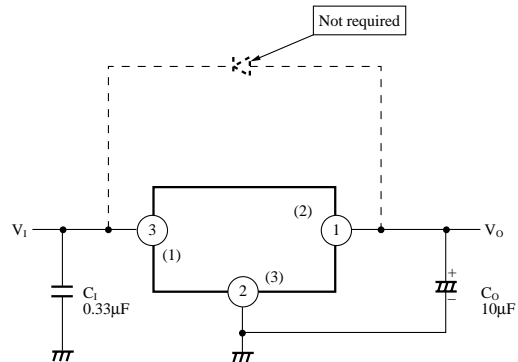 Not required
(2)
V_I
3
1
V_O
(1)
(3)
2
C_I
0.33μF
+
−
C_O
10μF